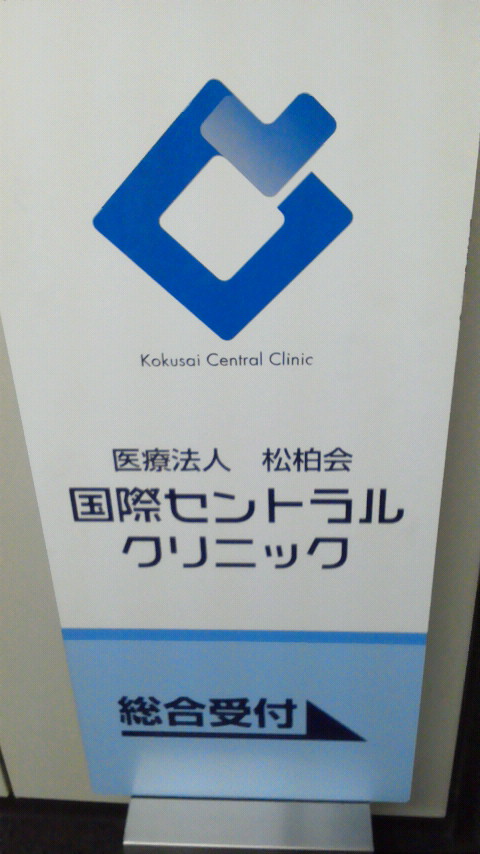 Kokusai Central Clinic
医療法人　松柏会
国際セントラル
クリニック
総合受付